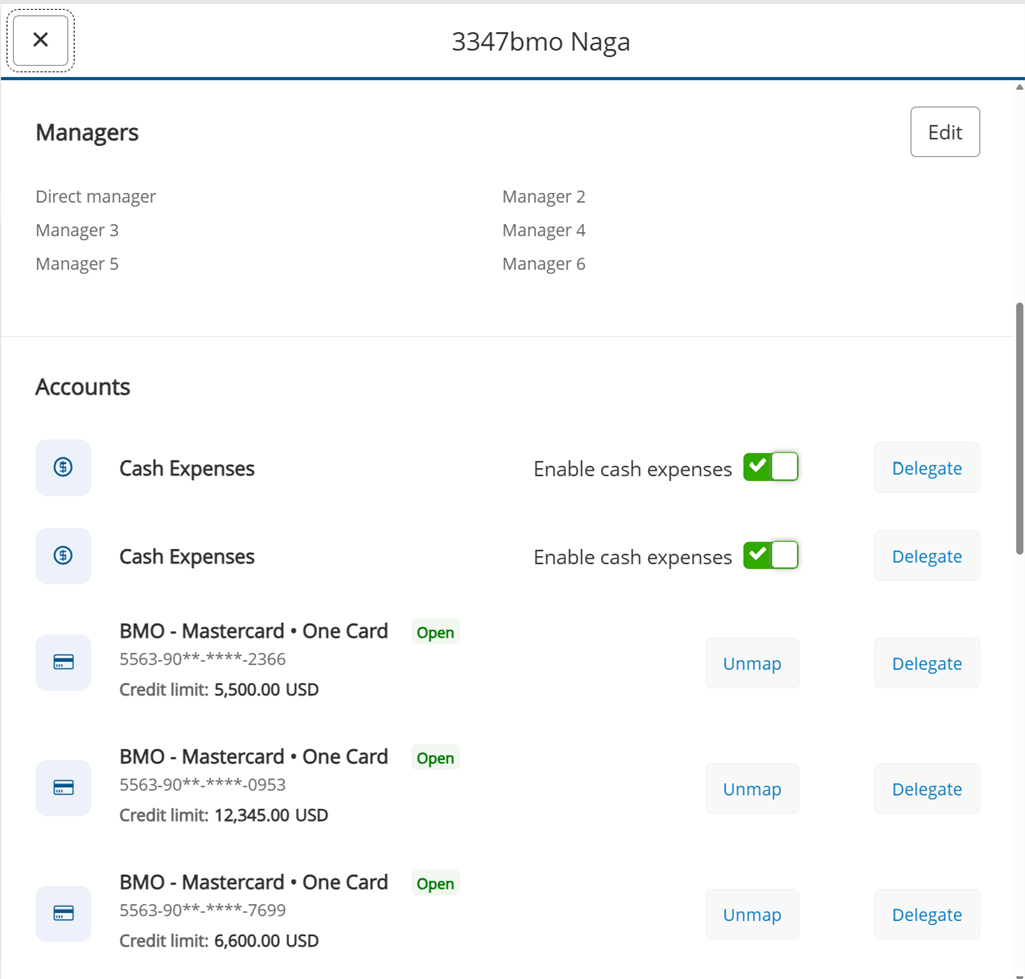 3347bmo Naga
Managers
Edit
Direct manager
Manager 2
Manager 3
Manager 4
Manager 5
Manager 6
Accounts
Cash Expenses
Enable cash expenses
Delegate
Cash Expenses
Enable cash expenses
Delegate
BMO - Mastercard • One Card
Open
5563-90**-****-2366
Credit limit: 5,500.00 USD
Unmap
Delegate
BMO - Mastercard • One Card
Open
5563-90**-****-0953
Credit limit: 12,345.00 USD
Unmap
Delegate
BMO - Mastercard • One Card
Open
5563-90**-****-7699
Credit limit: 6,600.00 USD
Unmap
Delegate